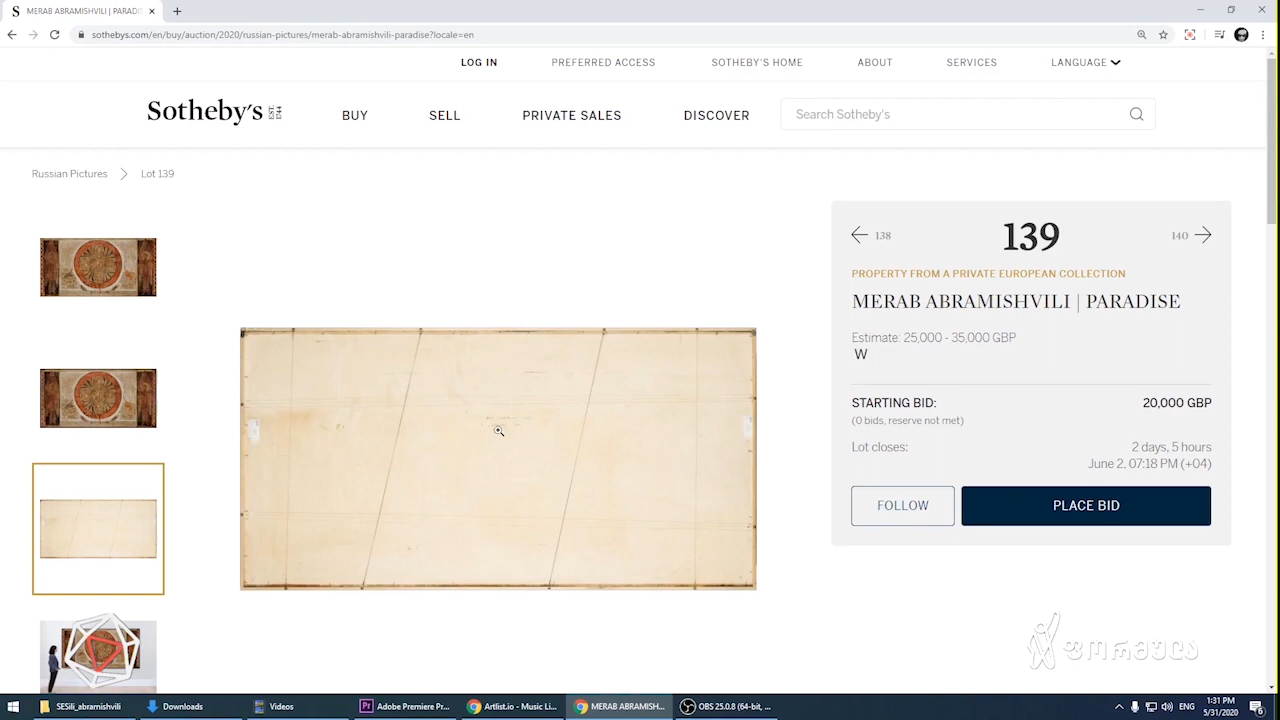 MERAB ABRAMISHVILI | PARADI
sothebys.com/en/buy/auction/2020/russian-pictures/merab-abramishvili-paradise?locale=en
LOG IN PREFERRED ACCESS SOTHEBY'S HOME ABOUT SERVICES LANGUAGE
Sotheby's EST. 1744 BUY SELL PRIVATE SALES DISCOVER Search Sotheby's
Russian Pictures Lot 139
138 139 140
PROPERTY FROM A PRIVATE EUROPEAN COLLECTION
MERAB ABRAMISHVILI | PARADISE
Estimate: 25,000 - 35,000 GBP
W
STARTING BID: 20,000 GBP
(0 bids, reserve not met)
Lot closes: 2 days, 5 hours
June 2, 07:18 PM (+04)
FOLLOW PLACE BID
ფორმულა
SESili_abramishvili Downloads Videos Adobe Premiere Pr... Artlist.io - Music Li... MERAB ABRAMISH... OBS 25.0.8 (64-bit, ... ENG 1:31 PM
5/31/2020 6